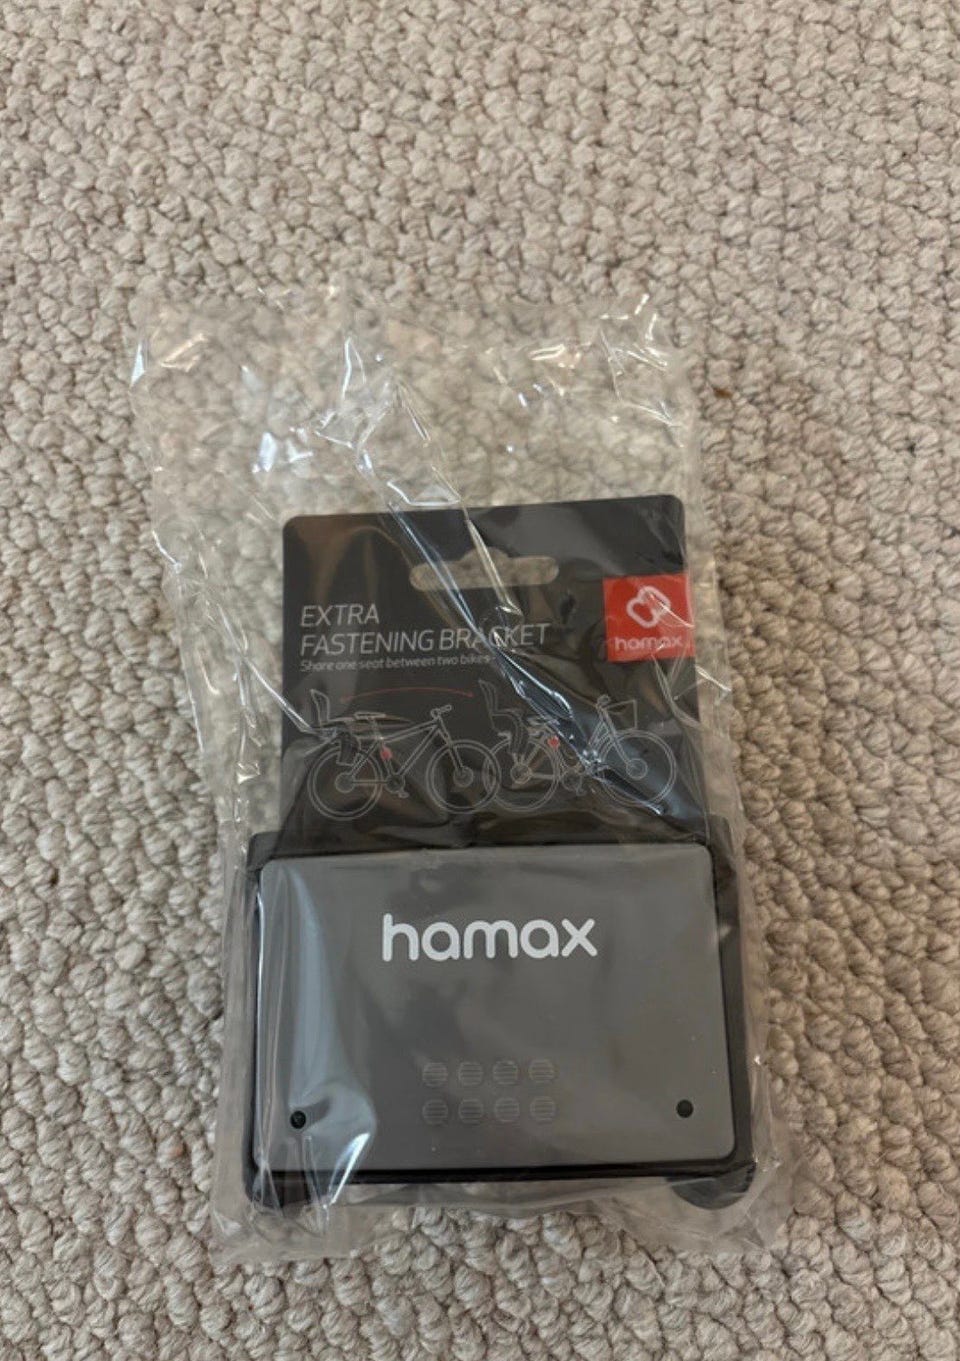 EXTRA
FASTENING BRACKET
Share one seat between two bikes
hamax
hamax